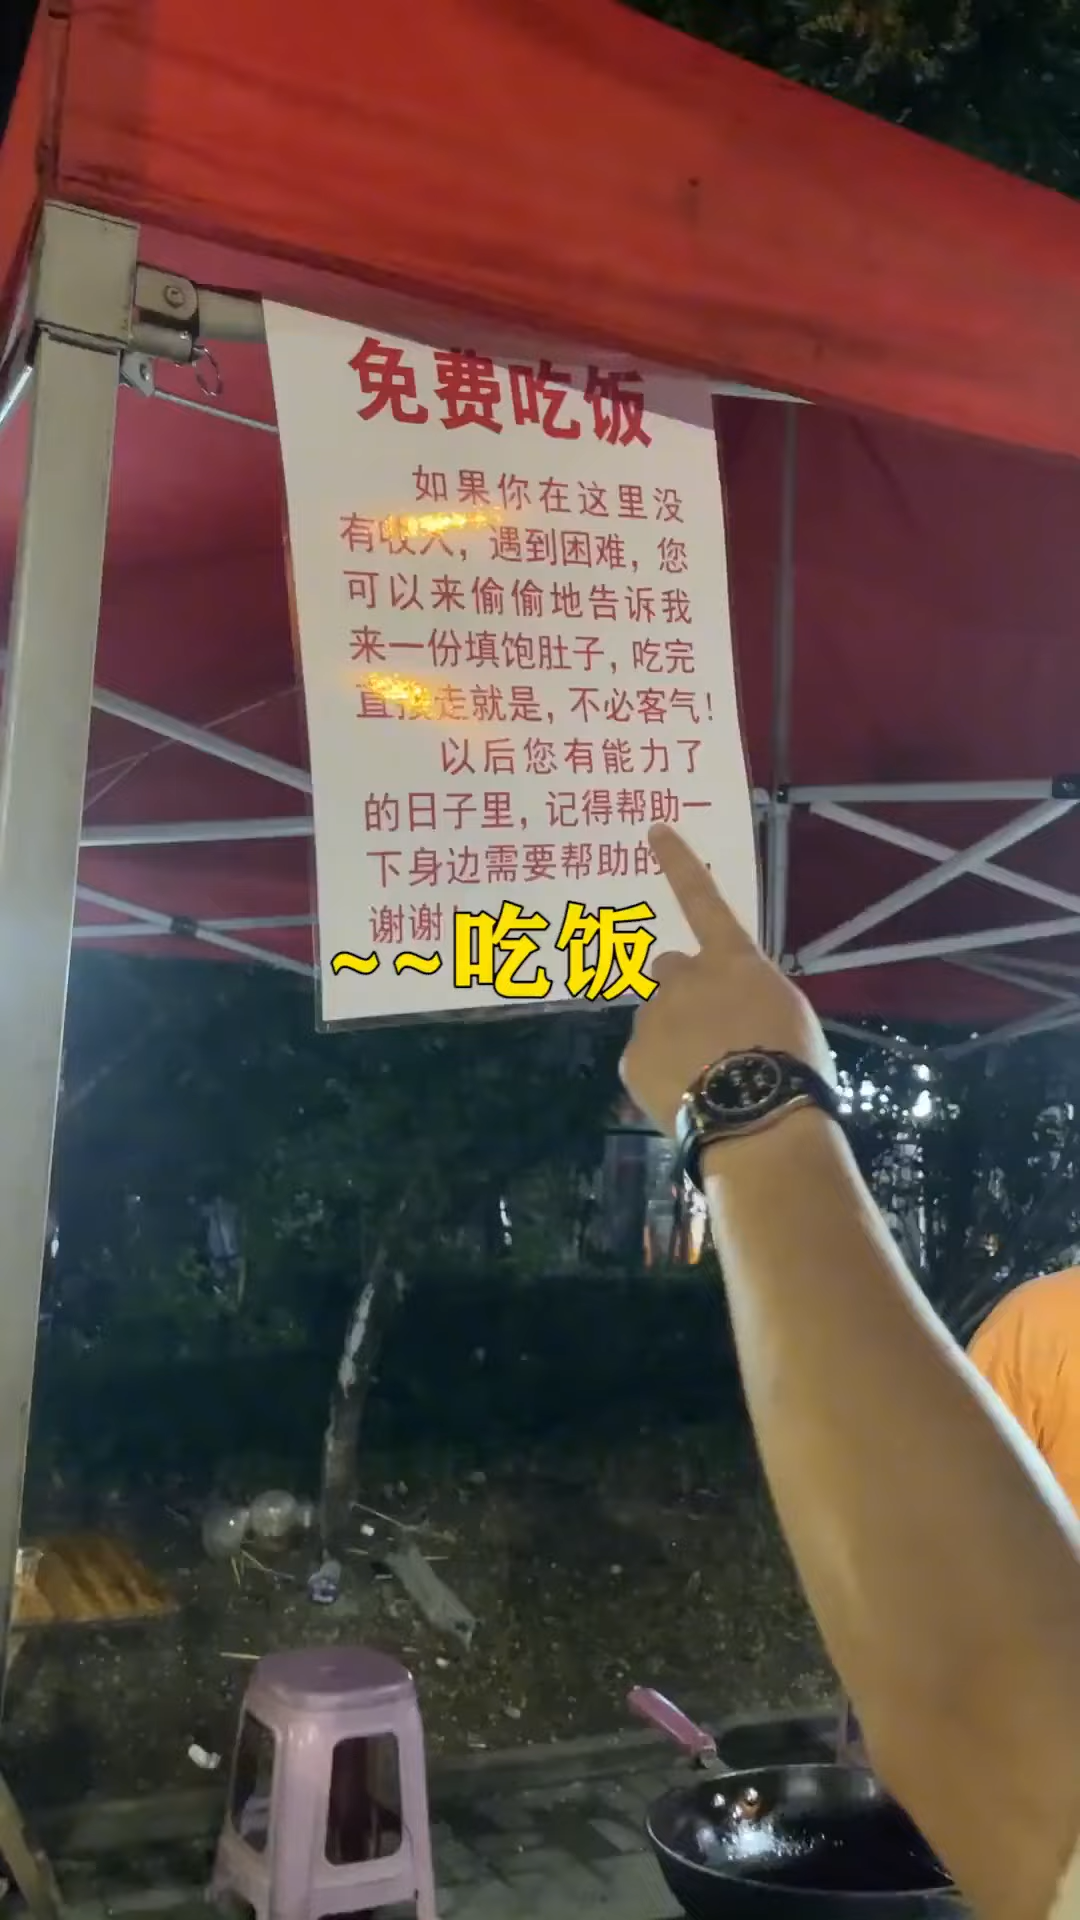 免费吃饭
如果你在这里没
有收入，遇到困难，您
可以来偷偷地告诉我
来一份填饱肚子，吃完
直接走就是，不必客气！
以后您有能力了
的日子里，记得帮助一
下身边需要帮助的
谢谢！
~~吃饭